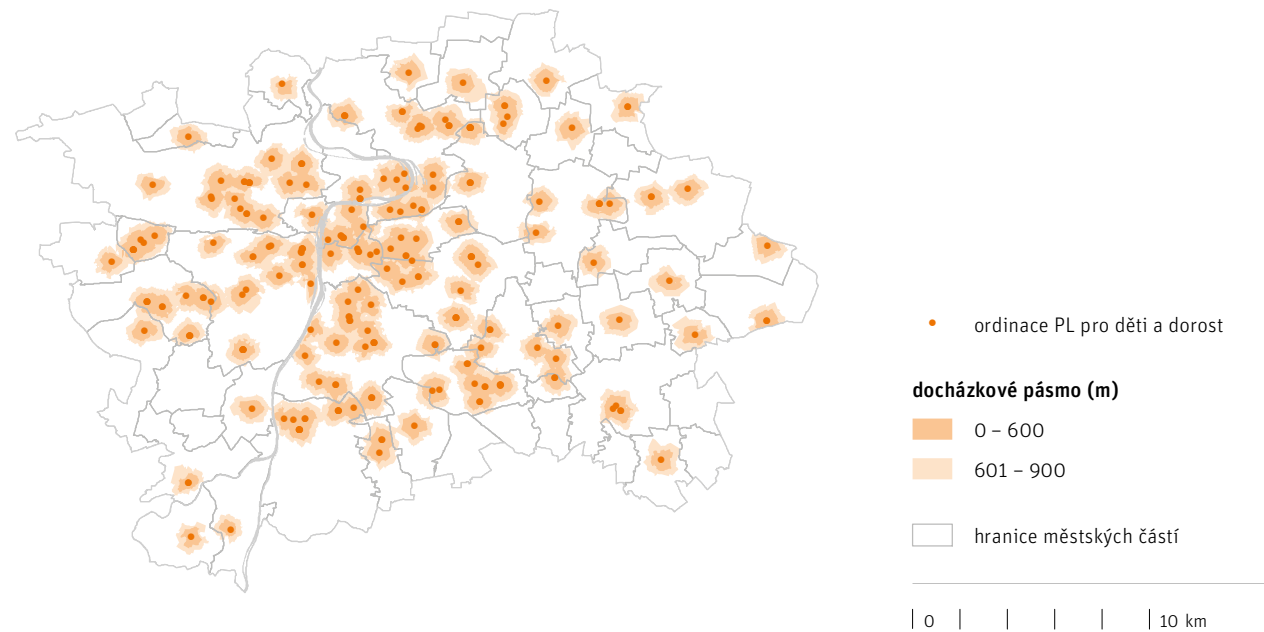 ordinace PL pro děti a dorost
docházkové pásmo (m)
0 – 600
601 – 900
hranice městských částí
0 10 km